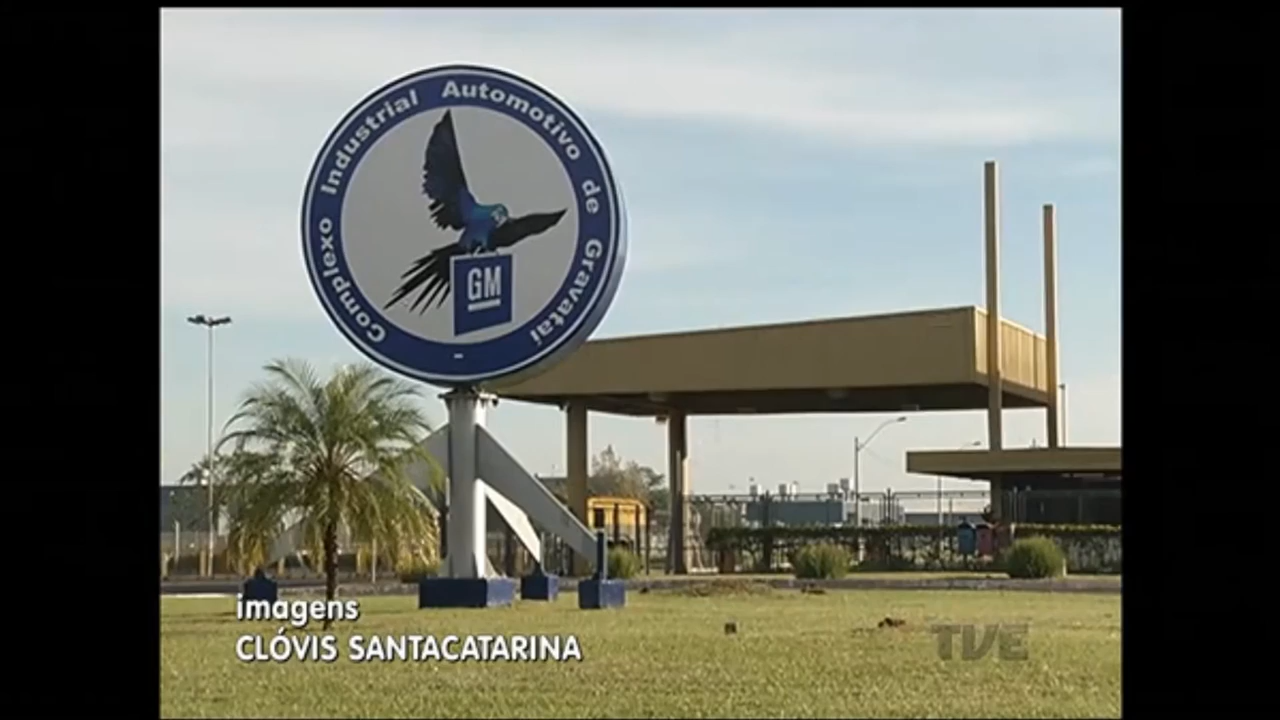 Complexo Industrial Automotivo de Gravataí -
GM
imagens
CLÓVIS SANTACATARINA
TVE